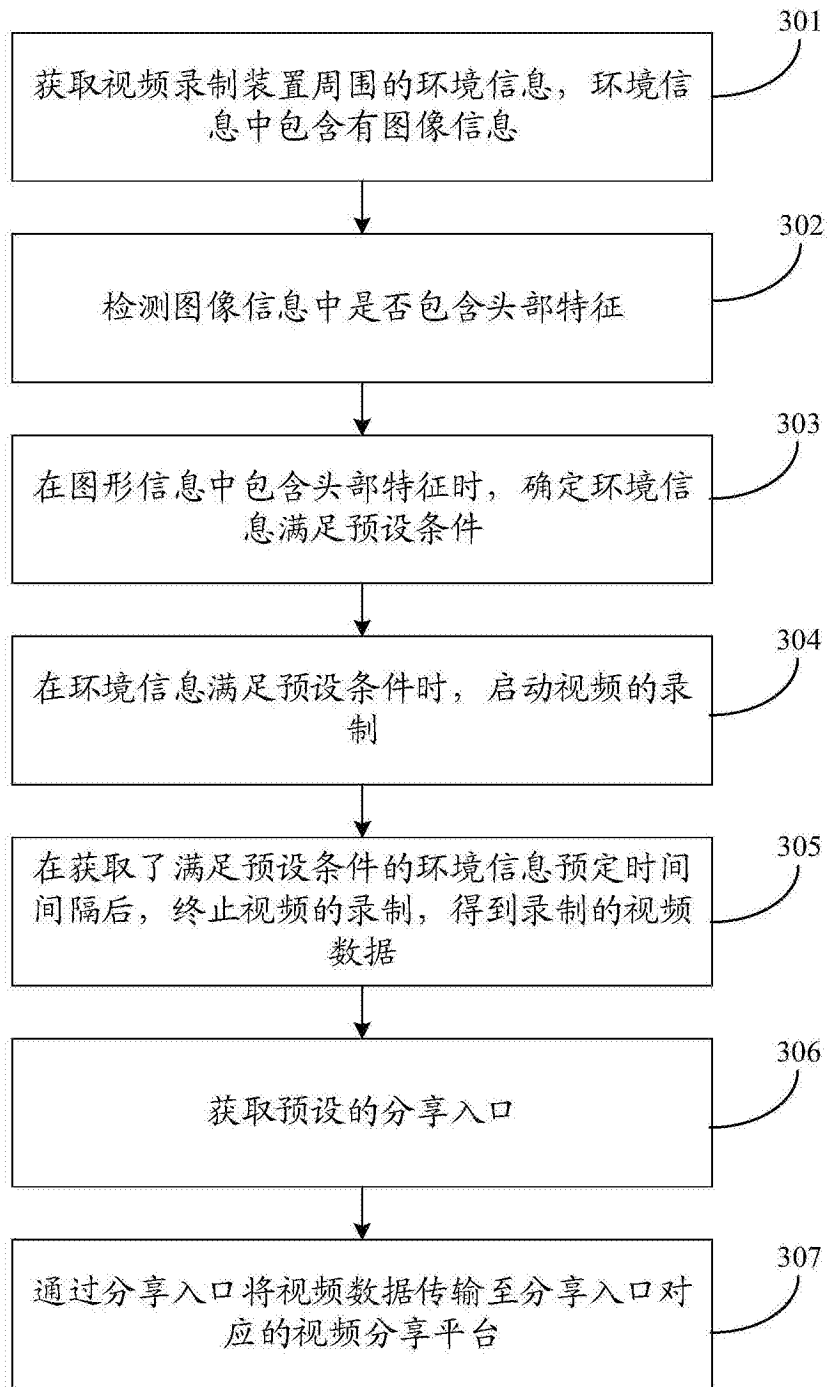 301
获取视频录制装置周围的环境信息，环境信
息中包含有图像信息
302
检测图像信息中是否包含头部特征
303
在图形信息中包含头部特征时，确定环境信
息满足预设条件
304
在环境信息满足预设条件时，启动视频的录
制
305
在获取了满足预设条件的环境信息预定时间
间隔后，终止视频的录制，得到录制的视频
数据
306
获取预设的分享入口
307
通过分享入口将视频数据传输至分享入口对
应的视频分享平台